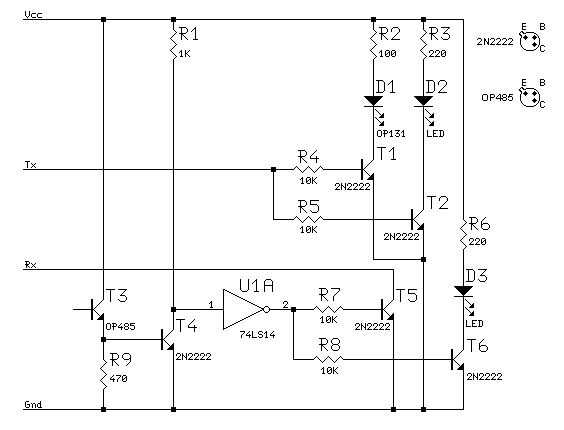 Vcc
R1
1K
R2
100
R3
220
E B
2N2222
C
D1
OP131
D2
LED
E B
OP485
C
Tx
R4
10K
T1
2N2222
R5
10K
T2
2N2222
R6
220
Rx
U1A
1 2
74LS14
T3
OP485
T4
2N2222
R7
10K
T5
2N2222
D3
LED
R8
10K
T6
2N2222
R9
470
Gnd